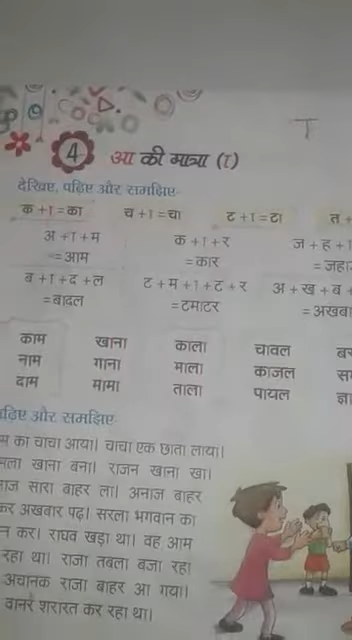 T
4 आ की मात्रा (ा)
देखिए, पढ़िए और समझिए
क + ा = का च + ा = चा ट + ा = टा त +
अ + ा + म क + ा + र ज + ह + ा
= आम = कार = जहा
ब + ा + द + ल ट + म + ा + ट + र अ + ख + ब +
= बादल = टमाटर = अखबा
काम खाना काला चावल
नाम गाना माला काजल
दाम मामा ताला पायल
और समझिए
का चाचा आया। चाचा एक छाता लाया।
खाना बना। राजन खाना खा।
सारा बाहर ला। अनाज बाहर
कर अखबार पढ़। सरला भगवान का
कर। राघव खड़ा था। वह आम
रहा था। राजा तबला बजा रहा
अचानक राजा बाहर आ गया।
वानर शरारत कर रहा था।